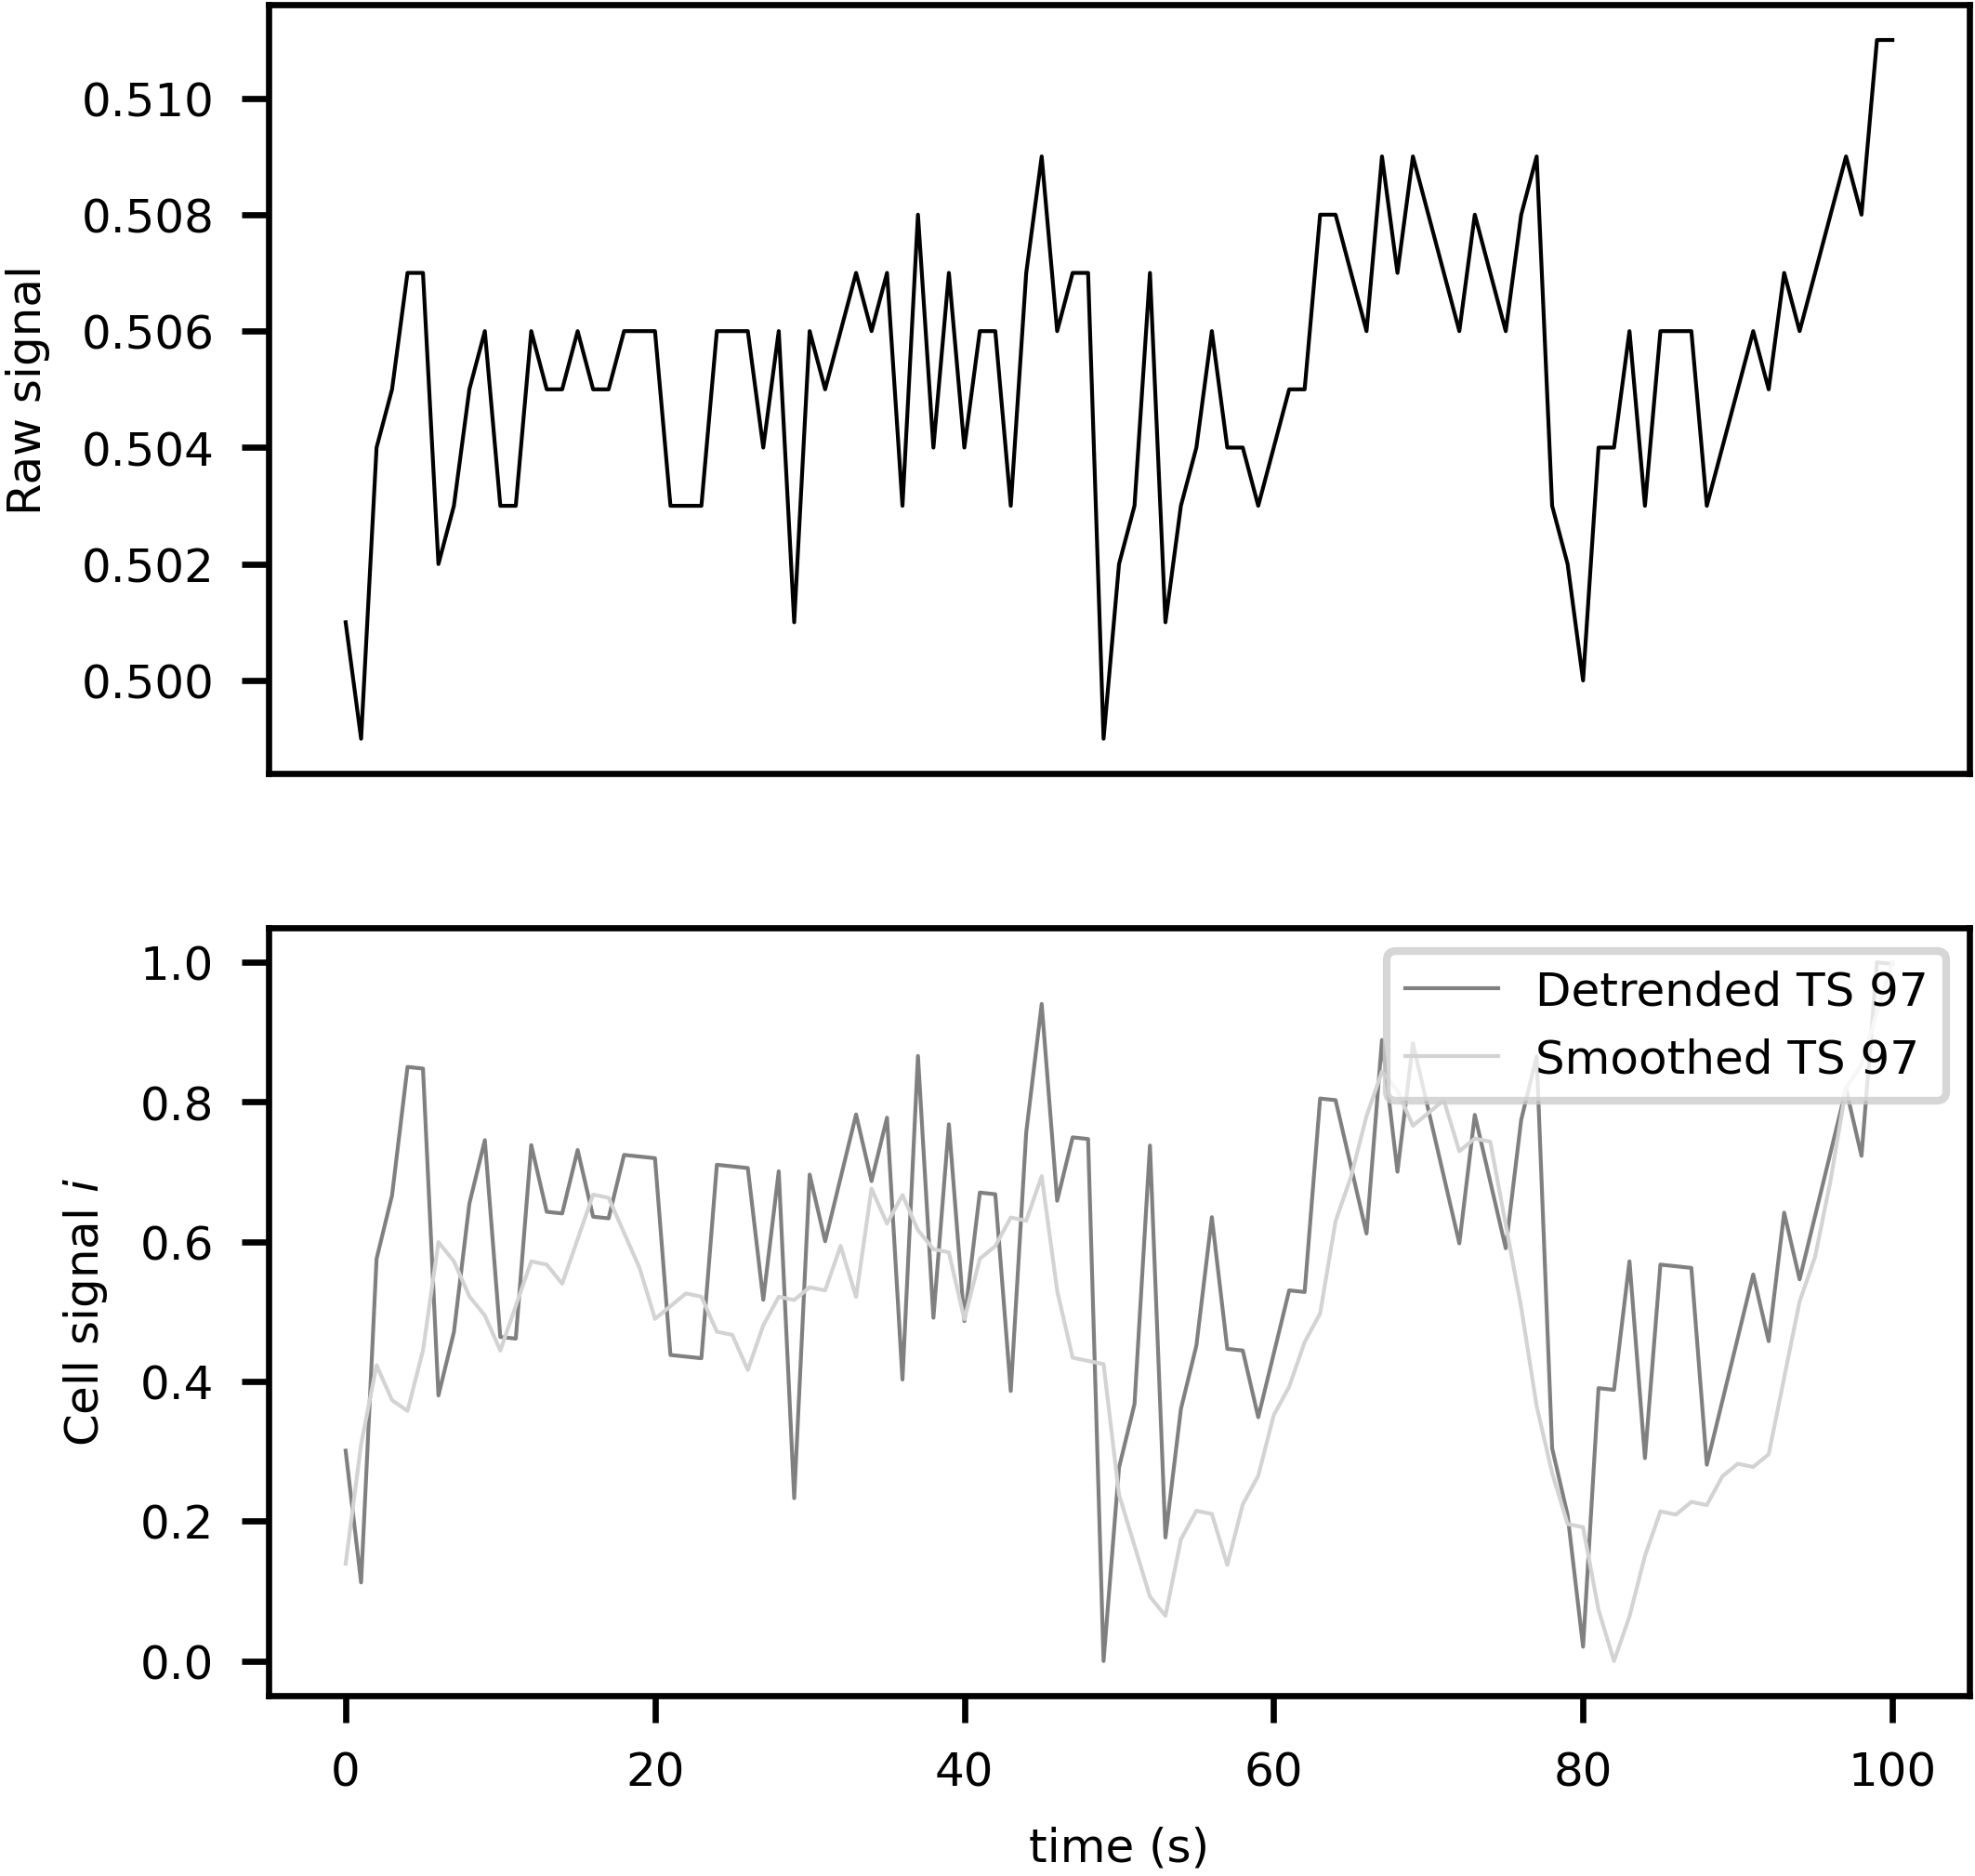 0.510
0.508
0.506
0.504
0.502
0.500
Raw signal
1.0
0.8
0.6
0.4
0.2
0.0
Cell signal i
Detrended TS 97
Smoothed TS 97
0 20 40 60 80 100
time (s)